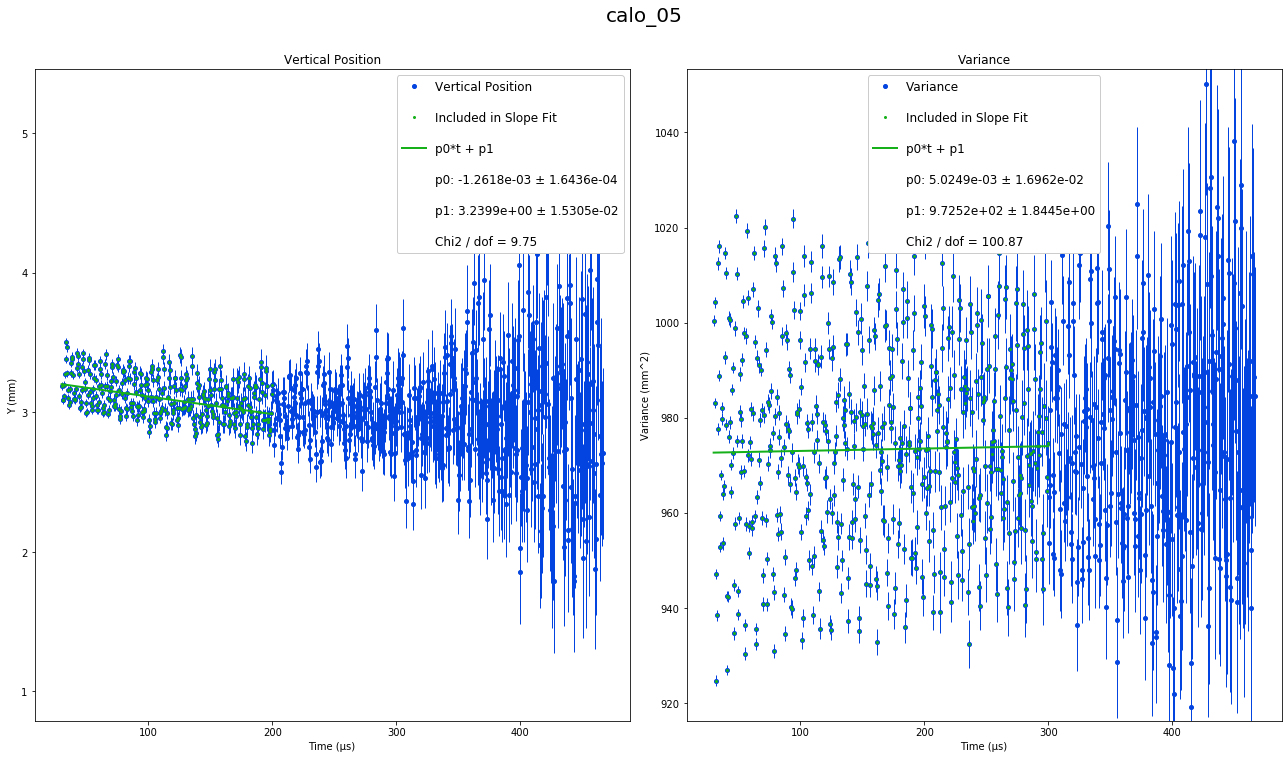 calo_05
Vertical Position
Vertical Position
Included in Slope Fit
p0*t + p1
p0: -1.2618e-03 ± 1.6436e-04
p1: 3.2399e+00 ± 1.5305e-02
Chi2 / dof = 9.75
5
4
3
2
1
Y (mm)
100
200
300
400
Time (μs)
Variance
Variance
Included in Slope Fit
p0*t + p1
p0: 5.0249e-03 ± 1.6962e-02
p1: 9.7252e+02 ± 1.8445e+00
Chi2 / dof = 100.87
1040
1020
1000
980
960
940
920
Variance (mm^2)
100
200
300
400
Time (μs)